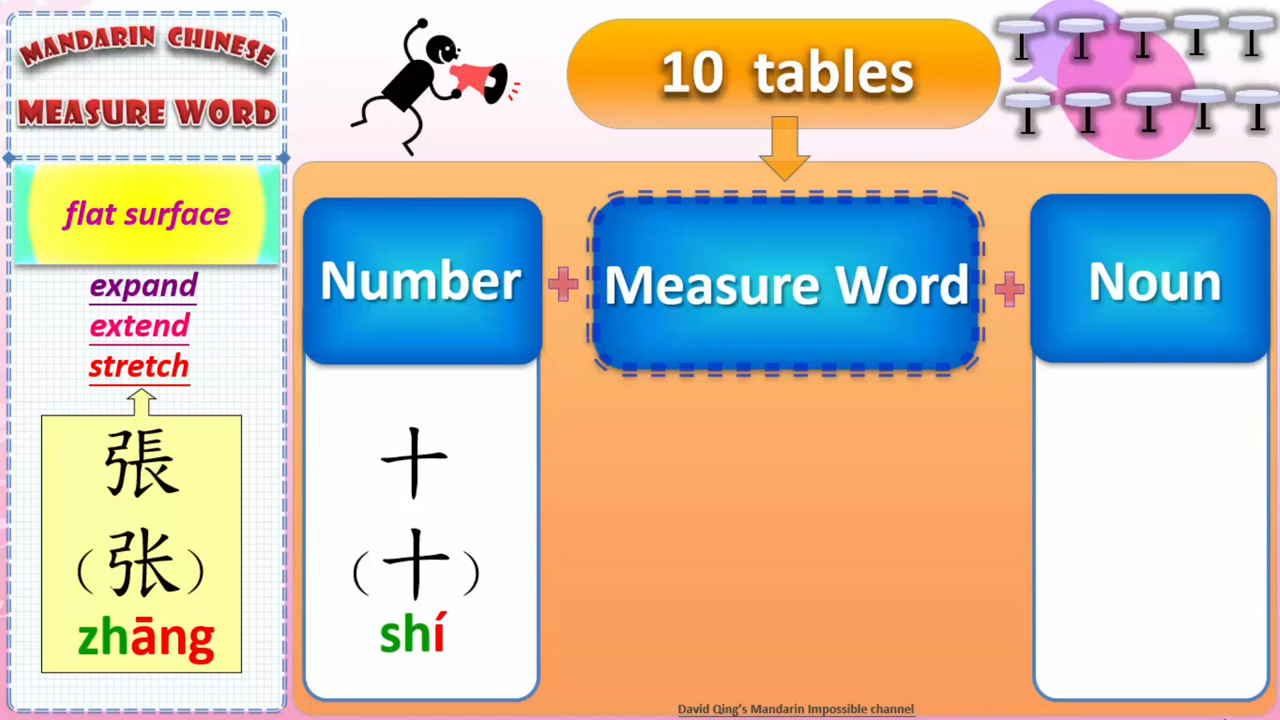 MANDARIN CHINESE
MEASURE WORD
flat surface
expand
extend
stretch
張
(张)
zhāng
10 tables
Number + Measure Word + Noun
十
(十)
shí
David Qing's Mandarin Impossible channel